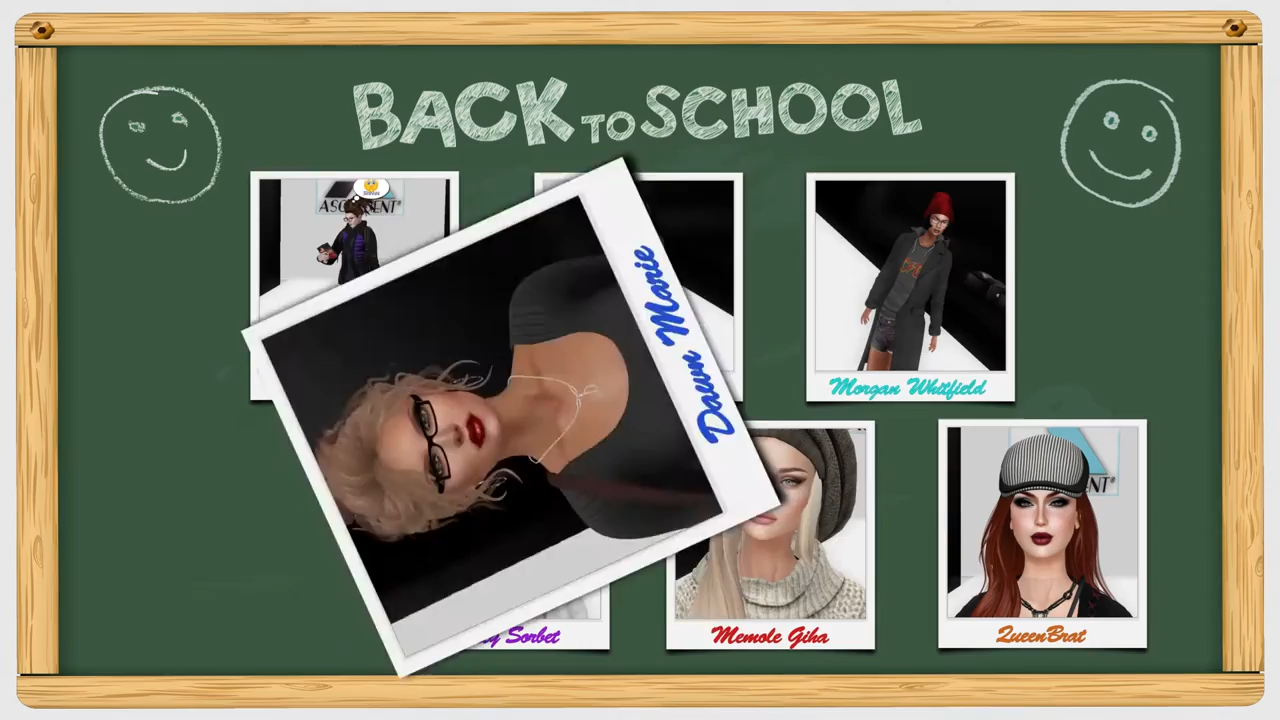 BACK TO SCHOOL
Dawn Marie
Morgan Whitfield
Sorbet
Memole Giha
QueenBrat